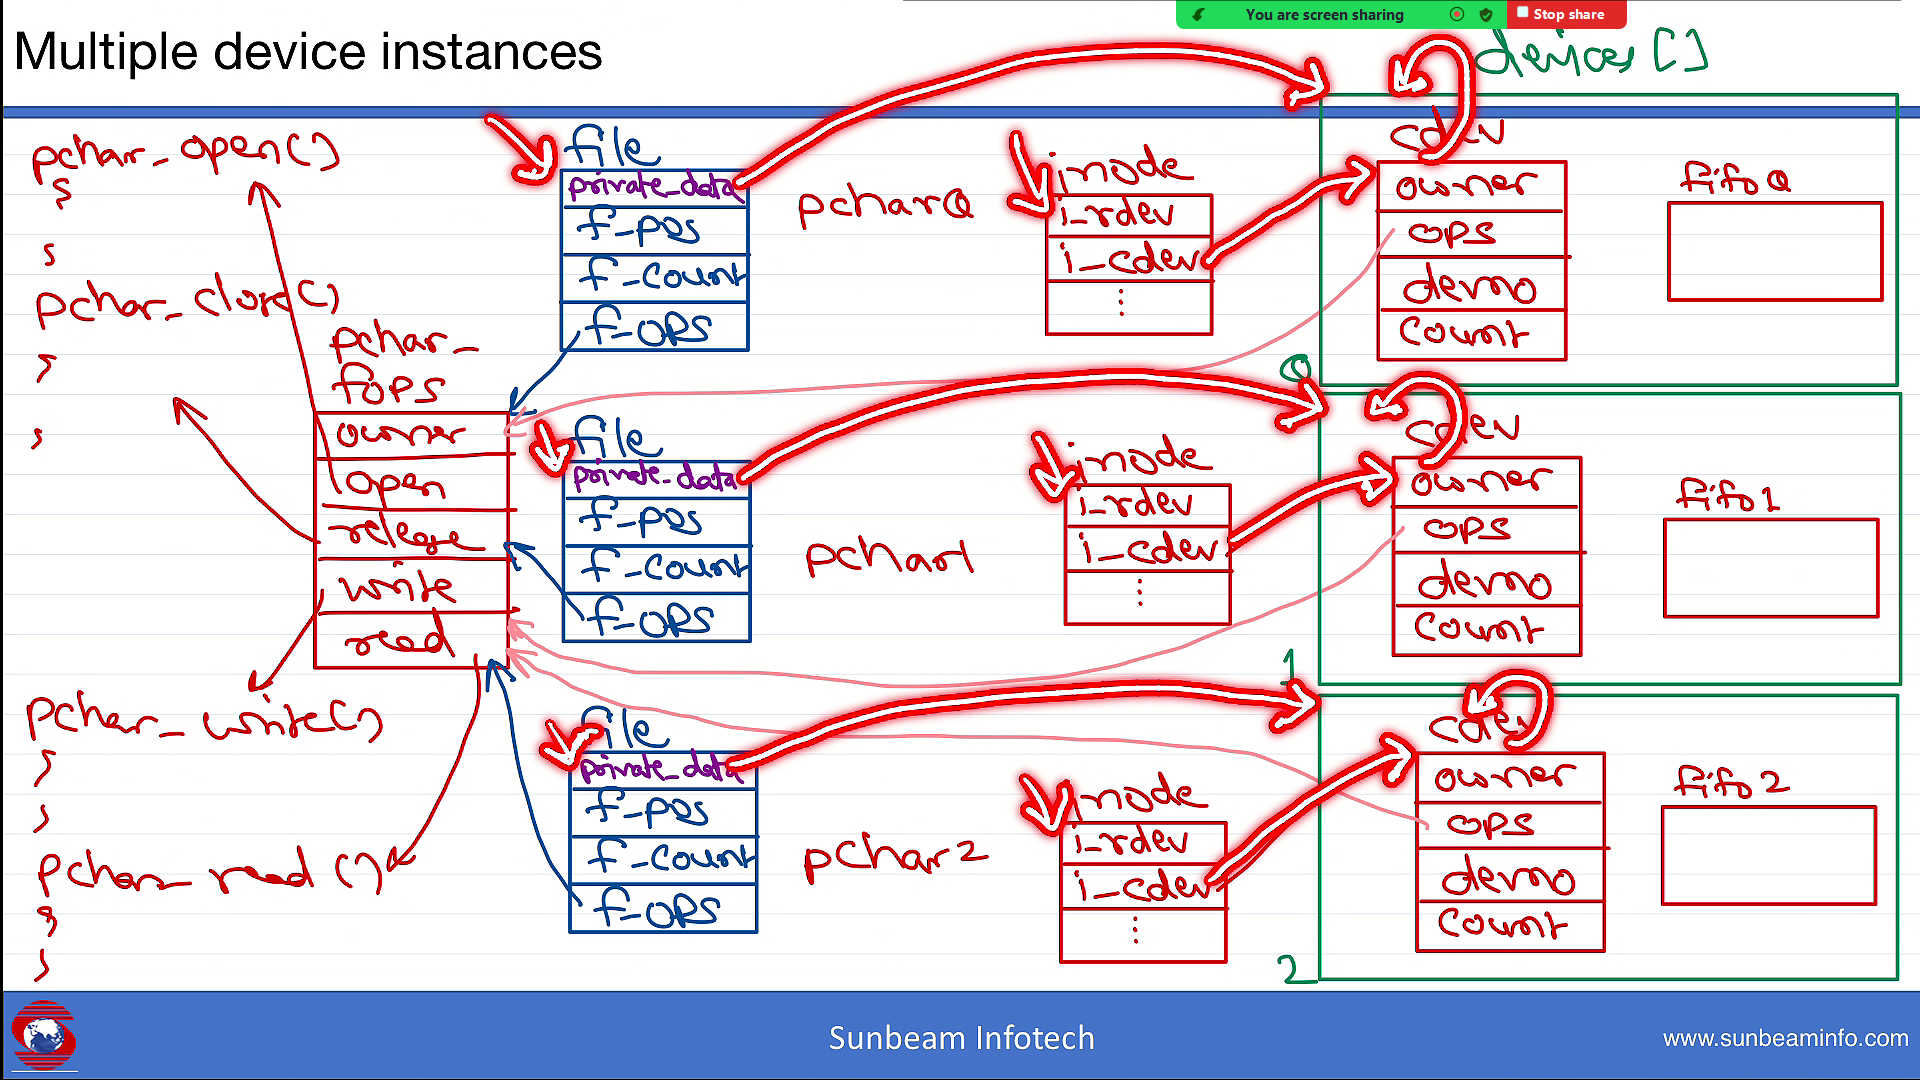 You are screen sharing
Stop share
Multiple device instances
devices[]
pchar_open()
{
}
pchar_close()
}
}
pchar_
fops
owner
open
release
write
read
pchar_write()
}
}
pchar_read()
}
}
file
private_data
f_pos
f_count
f_ops
pchar0
inode
i_rdev
i_cdev
⋮
cdev
owner
ops
demo
count
fifo0
0
file
private_data
f_pos
f_count
f_ops
pchar1
inode
i_rdev
i_cdev
⋮
cdev
owner
ops
demo
count
fifo1
1
file
private_data
f_pos
f_count
f_ops
pchar2
inode
i_rdev
i_cdev
⋮
cdev
owner
ops
demo
count
fifo2
2
Sunbeam Infotech
www.sunbeaminfo.com